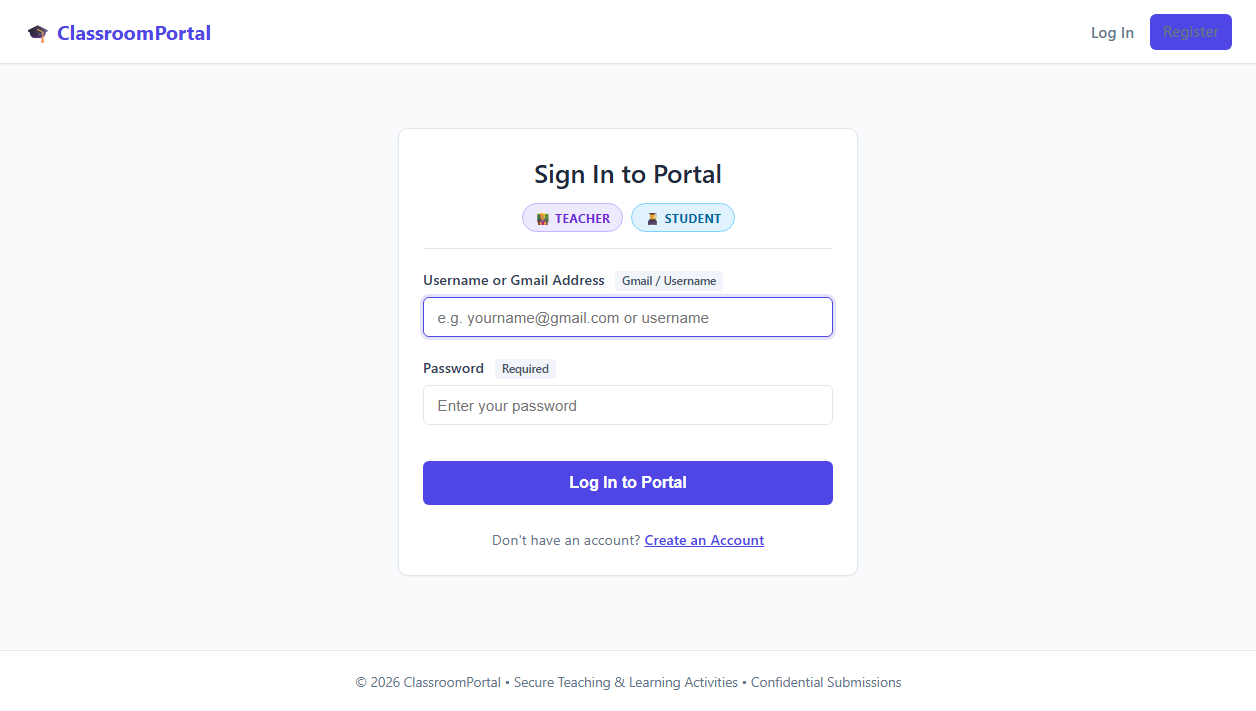 ClassroomPortal
Log In
Register
Sign In to Portal
TEACHER
STUDENT
Username or Gmail Address Gmail / Username
e.g. yourname@gmail.com or username
Password Required
Enter your password
Log In to Portal
Don't have an account? Create an Account
© 2026 ClassroomPortal • Secure Teaching & Learning Activities • Confidential Submissions